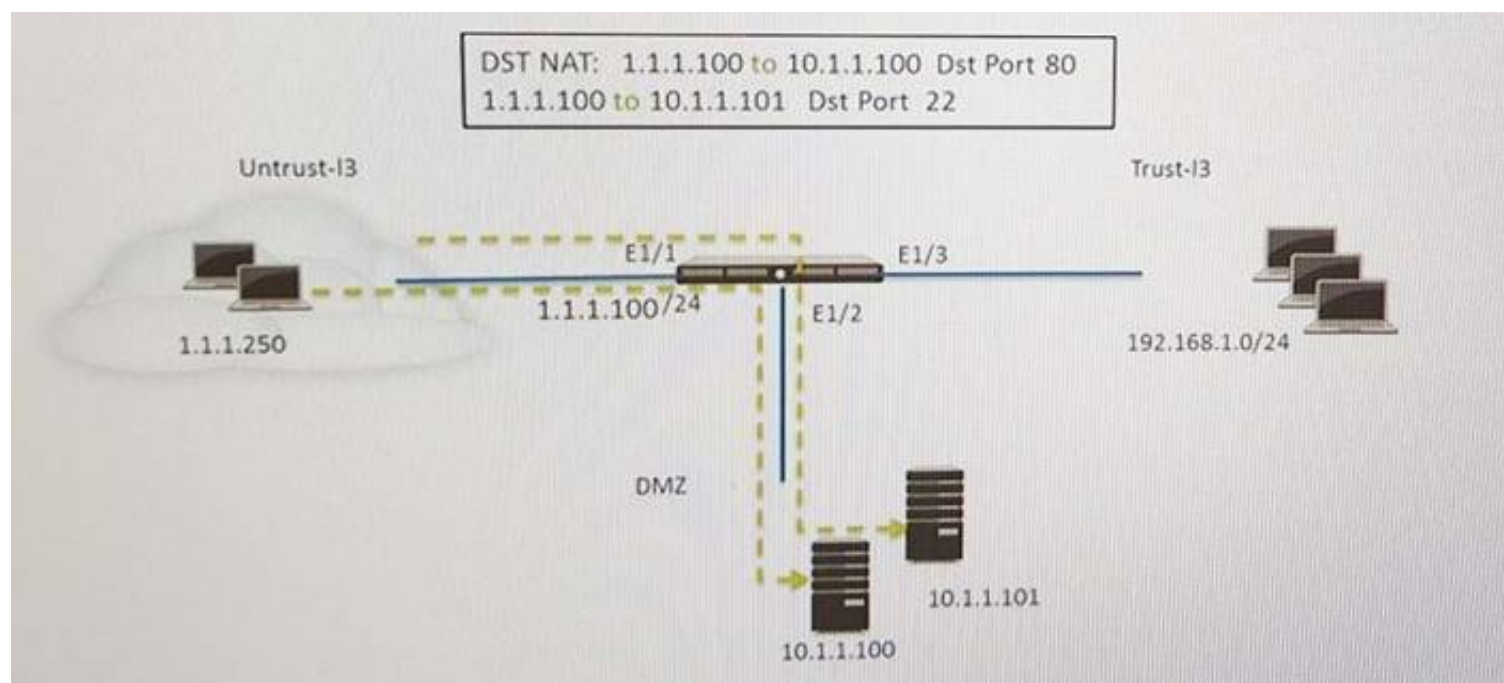 DST NAT: 1.1.1.100 to 10.1.1.100 Dst Port 80
1.1.1.100 to 10.1.1.101 Dst Port 22
Untrust-l3
Trust-l3
E1/1
E1/3
1.1.1.100/24
E1/2
1.1.1.250
192.168.1.0/24
DMZ
10.1.1.101
10.1.1.100